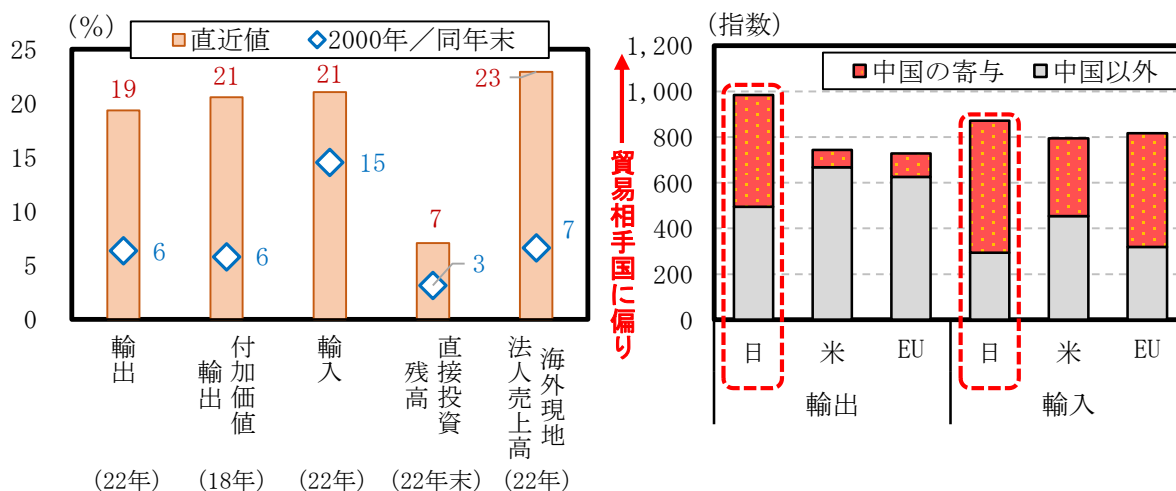 (%)
直近値 2000年／同年末
25
20
15
10
5
0
19
21
21
7
23
6
6
15
3
7
輸出
付加価値
輸出
輸入
直接投資
残高
海外現地
法人売上高
(22年) (18年) (22年) (22年末) (22年)
貿易相手国に偏り
(指数)
中国の寄与 中国以外
1,200
1,000
800
600
400
200
0
日 米 EU 日 米 EU
輸出 輸入